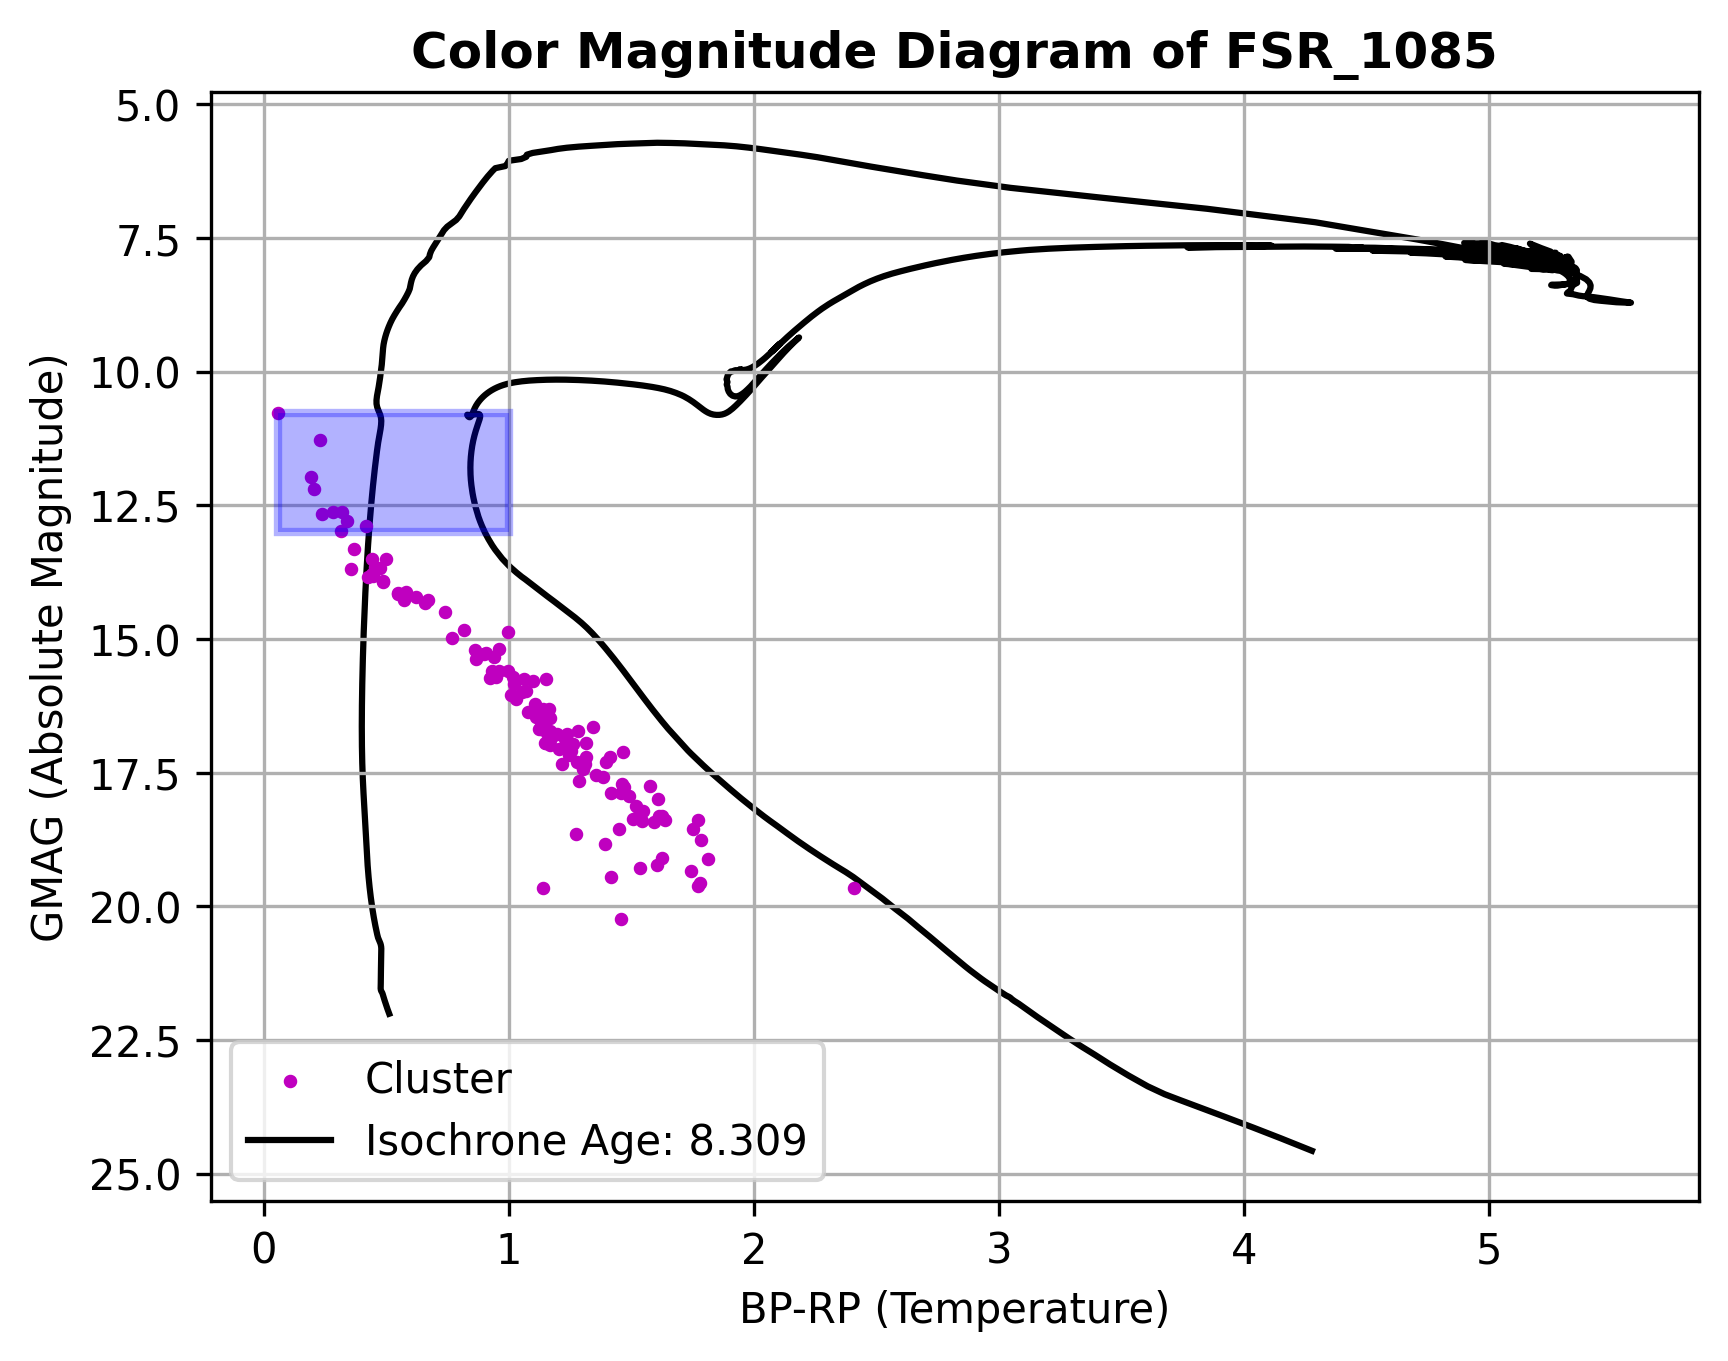 Color Magnitude Diagram of FSR_1085
GMAG (Absolute Magnitude)
5.0
7.5
10.0
12.5
15.0
17.5
20.0
22.5
25.0
Cluster
Isochrone Age: 8.309
0 1 2 3 4 5
BP-RP (Temperature)